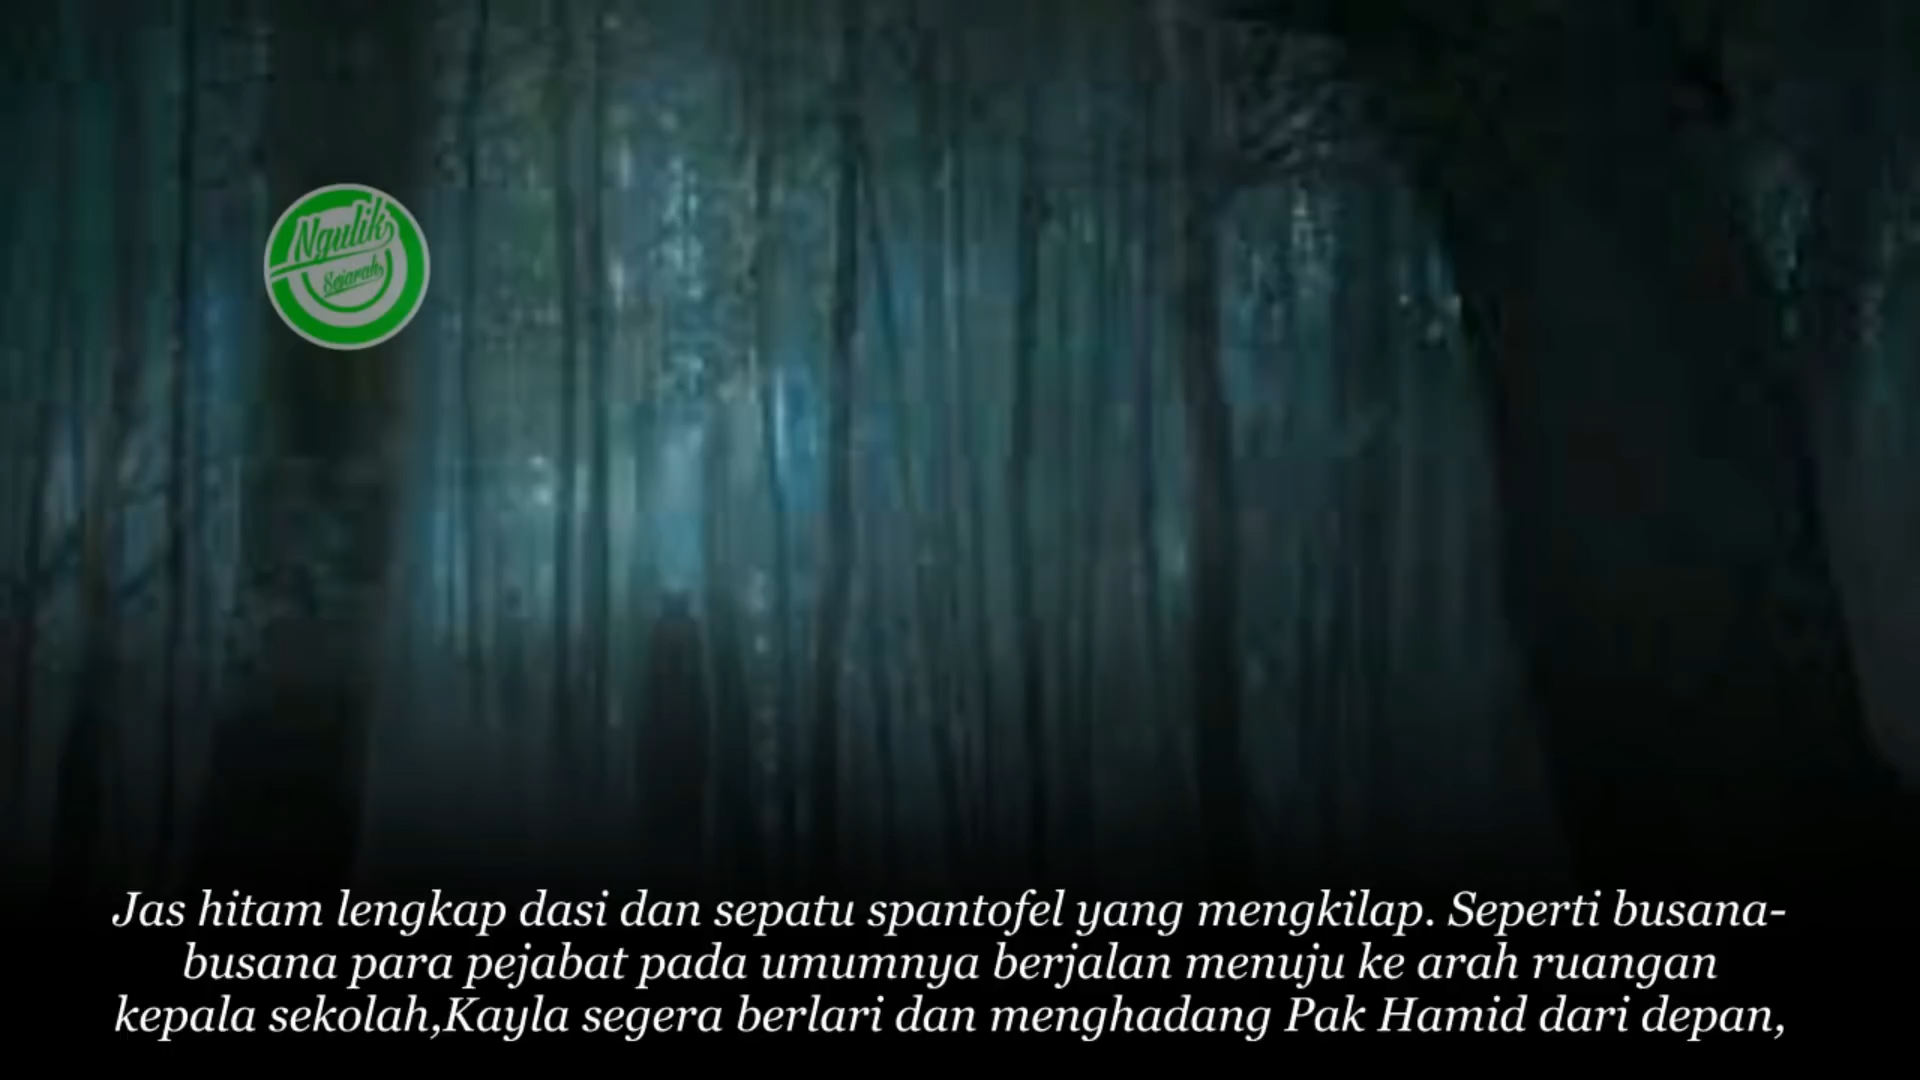 Ngulik
Sejarah
Jas hitam lengkap dasi dan sepatu spantofel yang mengkilap. Seperti busana-
busana para pejabat pada umumnya berjalan menuju ke arah ruangan
kepala sekolah,Kayla segera berlari dan menghadang Pak Hamid dari depan,